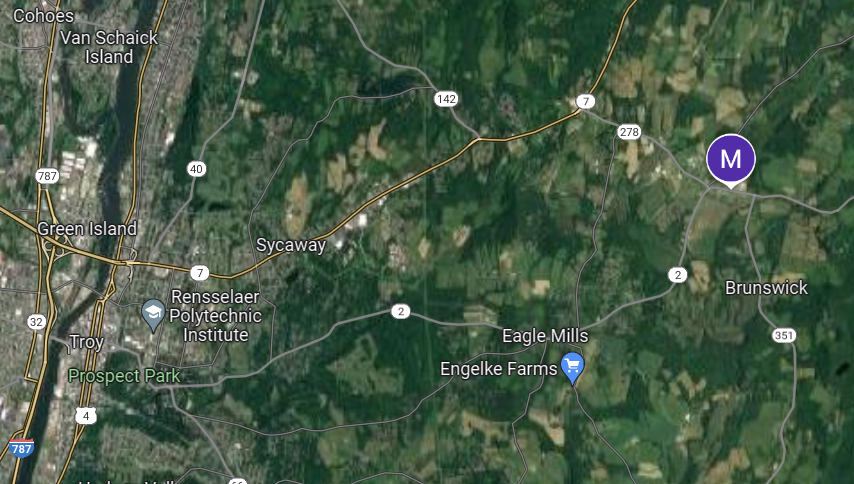 Cohoes
Van Schaick
Island
142
7
278
787
40
M
Green Island
Sycaway
7
2
Brunswick
Rensselaer
Polytechnic
Institute
2
32
Troy
Eagle Mills
351
Engelke Farms
Prospect Park
4
787